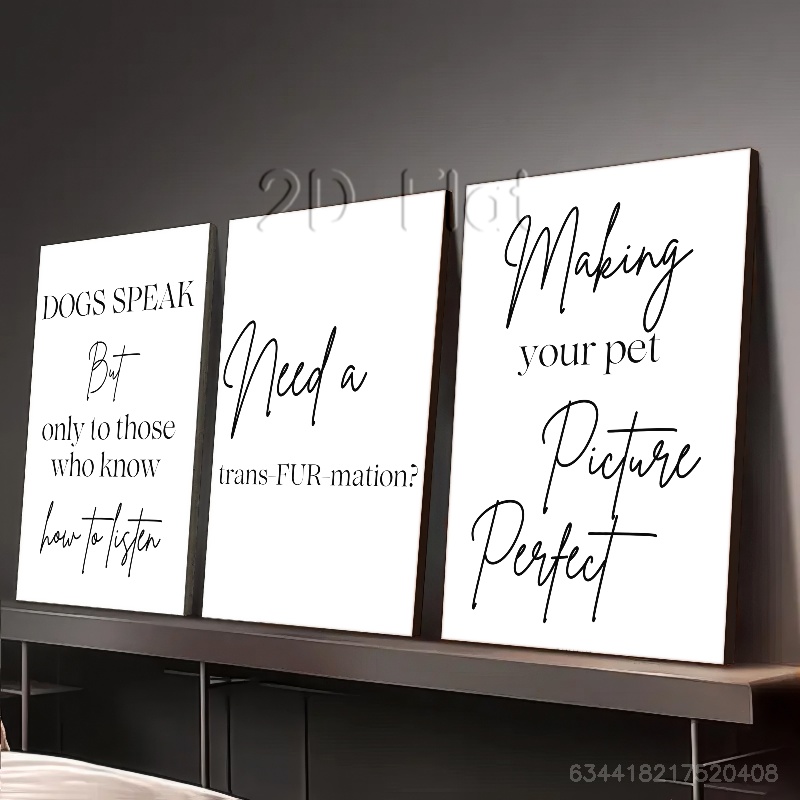 2D Flat
DOGS SPEAK
But
only to those
who know
how to listen
Need a
trans-FUR-mation?
Making
your pet
Picture
Perfect
634418217520408